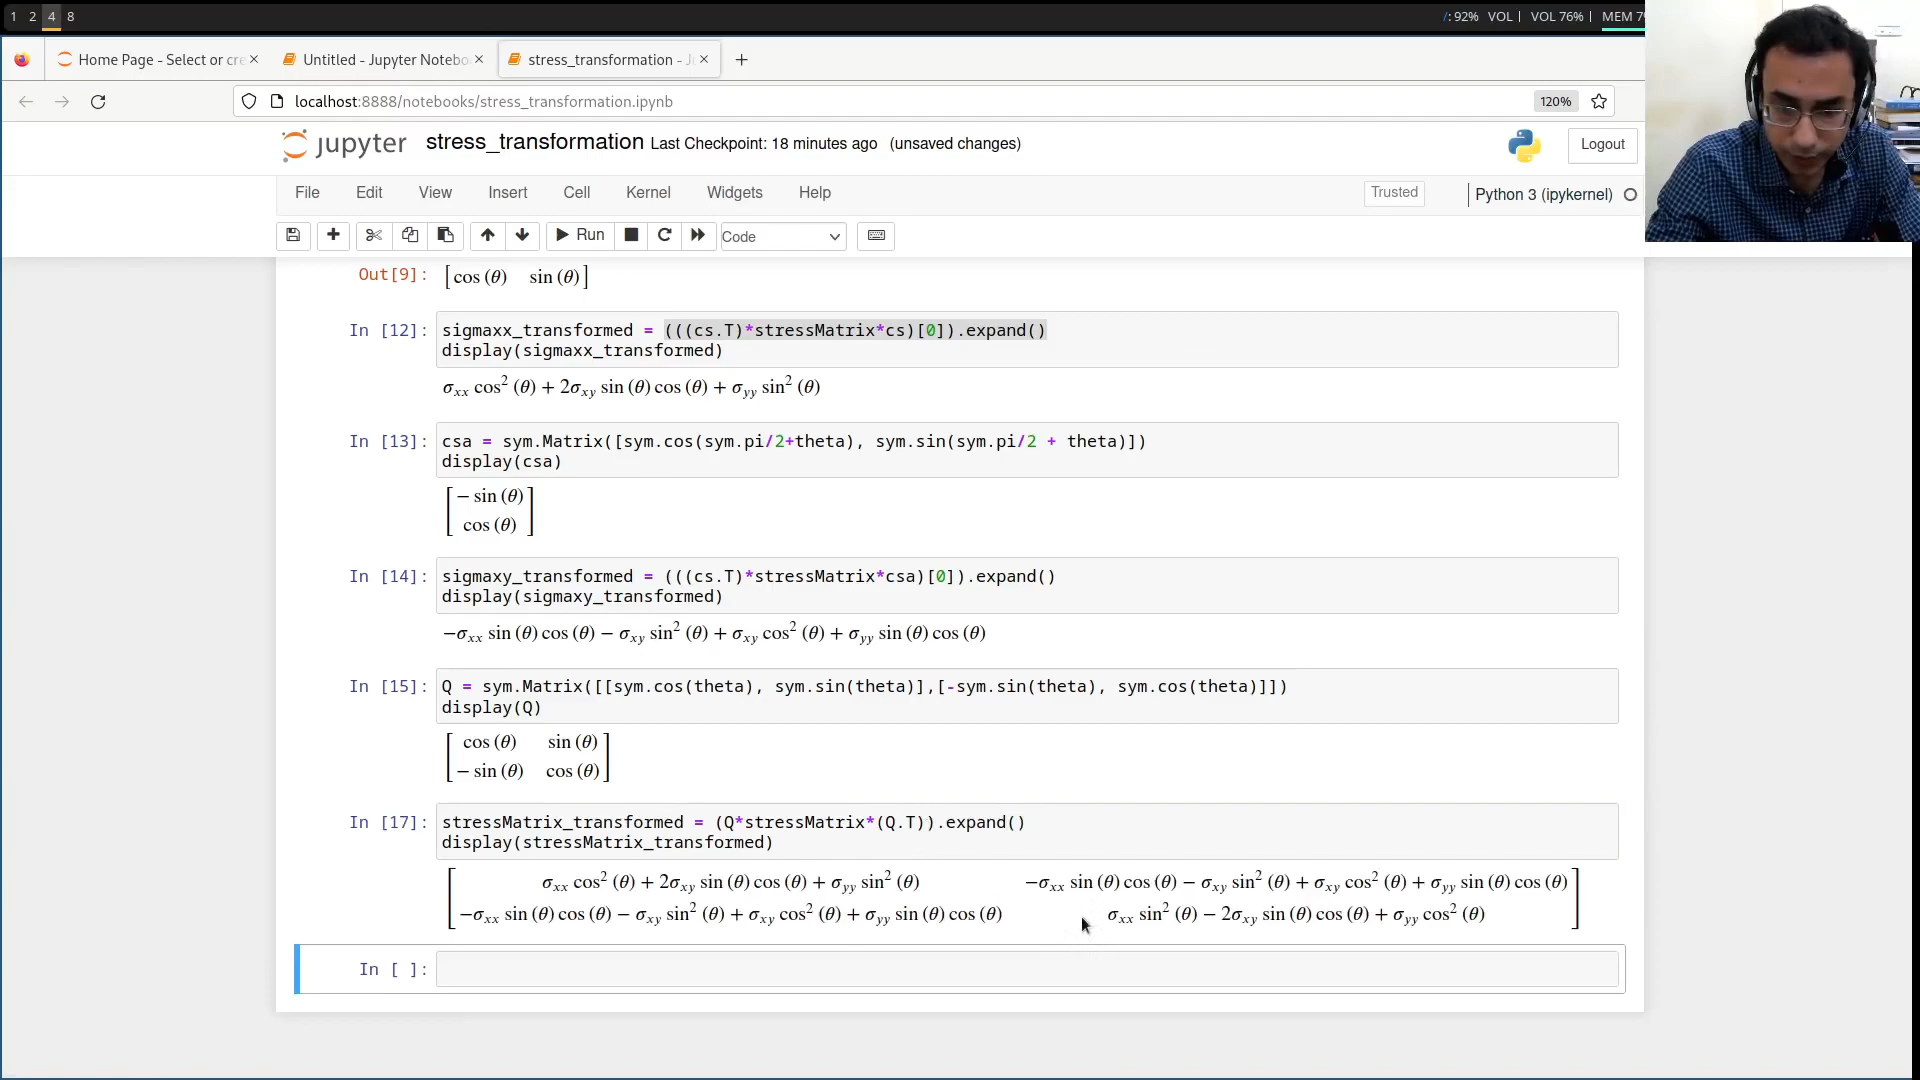 1 2 4 8
/: 92% VOL | VOL 76% | MEM 7
Home Page - Select or cre
Untitled - Jupyter Notebo
stress_transformation - J
localhost:8888/notebooks/stress_transformation.ipynb
120%
jupyter stress_transformation Last Checkpoint: 18 minutes ago (unsaved changes)
Logout
File Edit View Insert Cell Kernel Widgets Help
Trusted
Python 3 (ipykernel)
Run
Code
Out[9]: [cos (θ) sin (θ)]
In [12]: sigmaxx_transformed = (((cs.T)*stressMatrix*cs)[0]).expand()
display(sigmaxx_transformed)
σxx cos² (θ) + 2σxy sin (θ) cos (θ) + σyy sin² (θ)
In [13]: csa = sym.Matrix([sym.cos(sym.pi/2+theta), sym.sin(sym.pi/2 + theta)])
display(csa)
[− sin (θ)]
[cos (θ)]
In [14]: sigmaxy_transformed = (((cs.T)*stressMatrix*csa)[0]).expand()
display(sigmaxy_transformed)
−σxx sin (θ) cos (θ) − σxy sin² (θ) + σxy cos² (θ) + σyy sin (θ) cos (θ)
In [15]: Q = sym.Matrix([[sym.cos(theta), sym.sin(theta)],[-sym.sin(theta), sym.cos(theta)]])
display(Q)
[cos (θ) sin (θ)]
[− sin (θ) cos (θ)]
In [17]: stressMatrix_transformed = (Q*stressMatrix*(Q.T)).expand()
display(stressMatrix_transformed)
[σxx cos² (θ) + 2σxy sin (θ) cos (θ) + σyy sin² (θ) −σxx sin (θ) cos (θ) − σxy sin² (θ) + σxy cos² (θ) + σyy sin (θ) cos (θ)]
[−σxx sin (θ) cos (θ) − σxy sin² (θ) + σxy cos² (θ) + σyy sin (θ) cos (θ) σxx sin² (θ) − 2σxy sin (θ) cos (θ) + σyy cos² (θ)]
In [ ]: